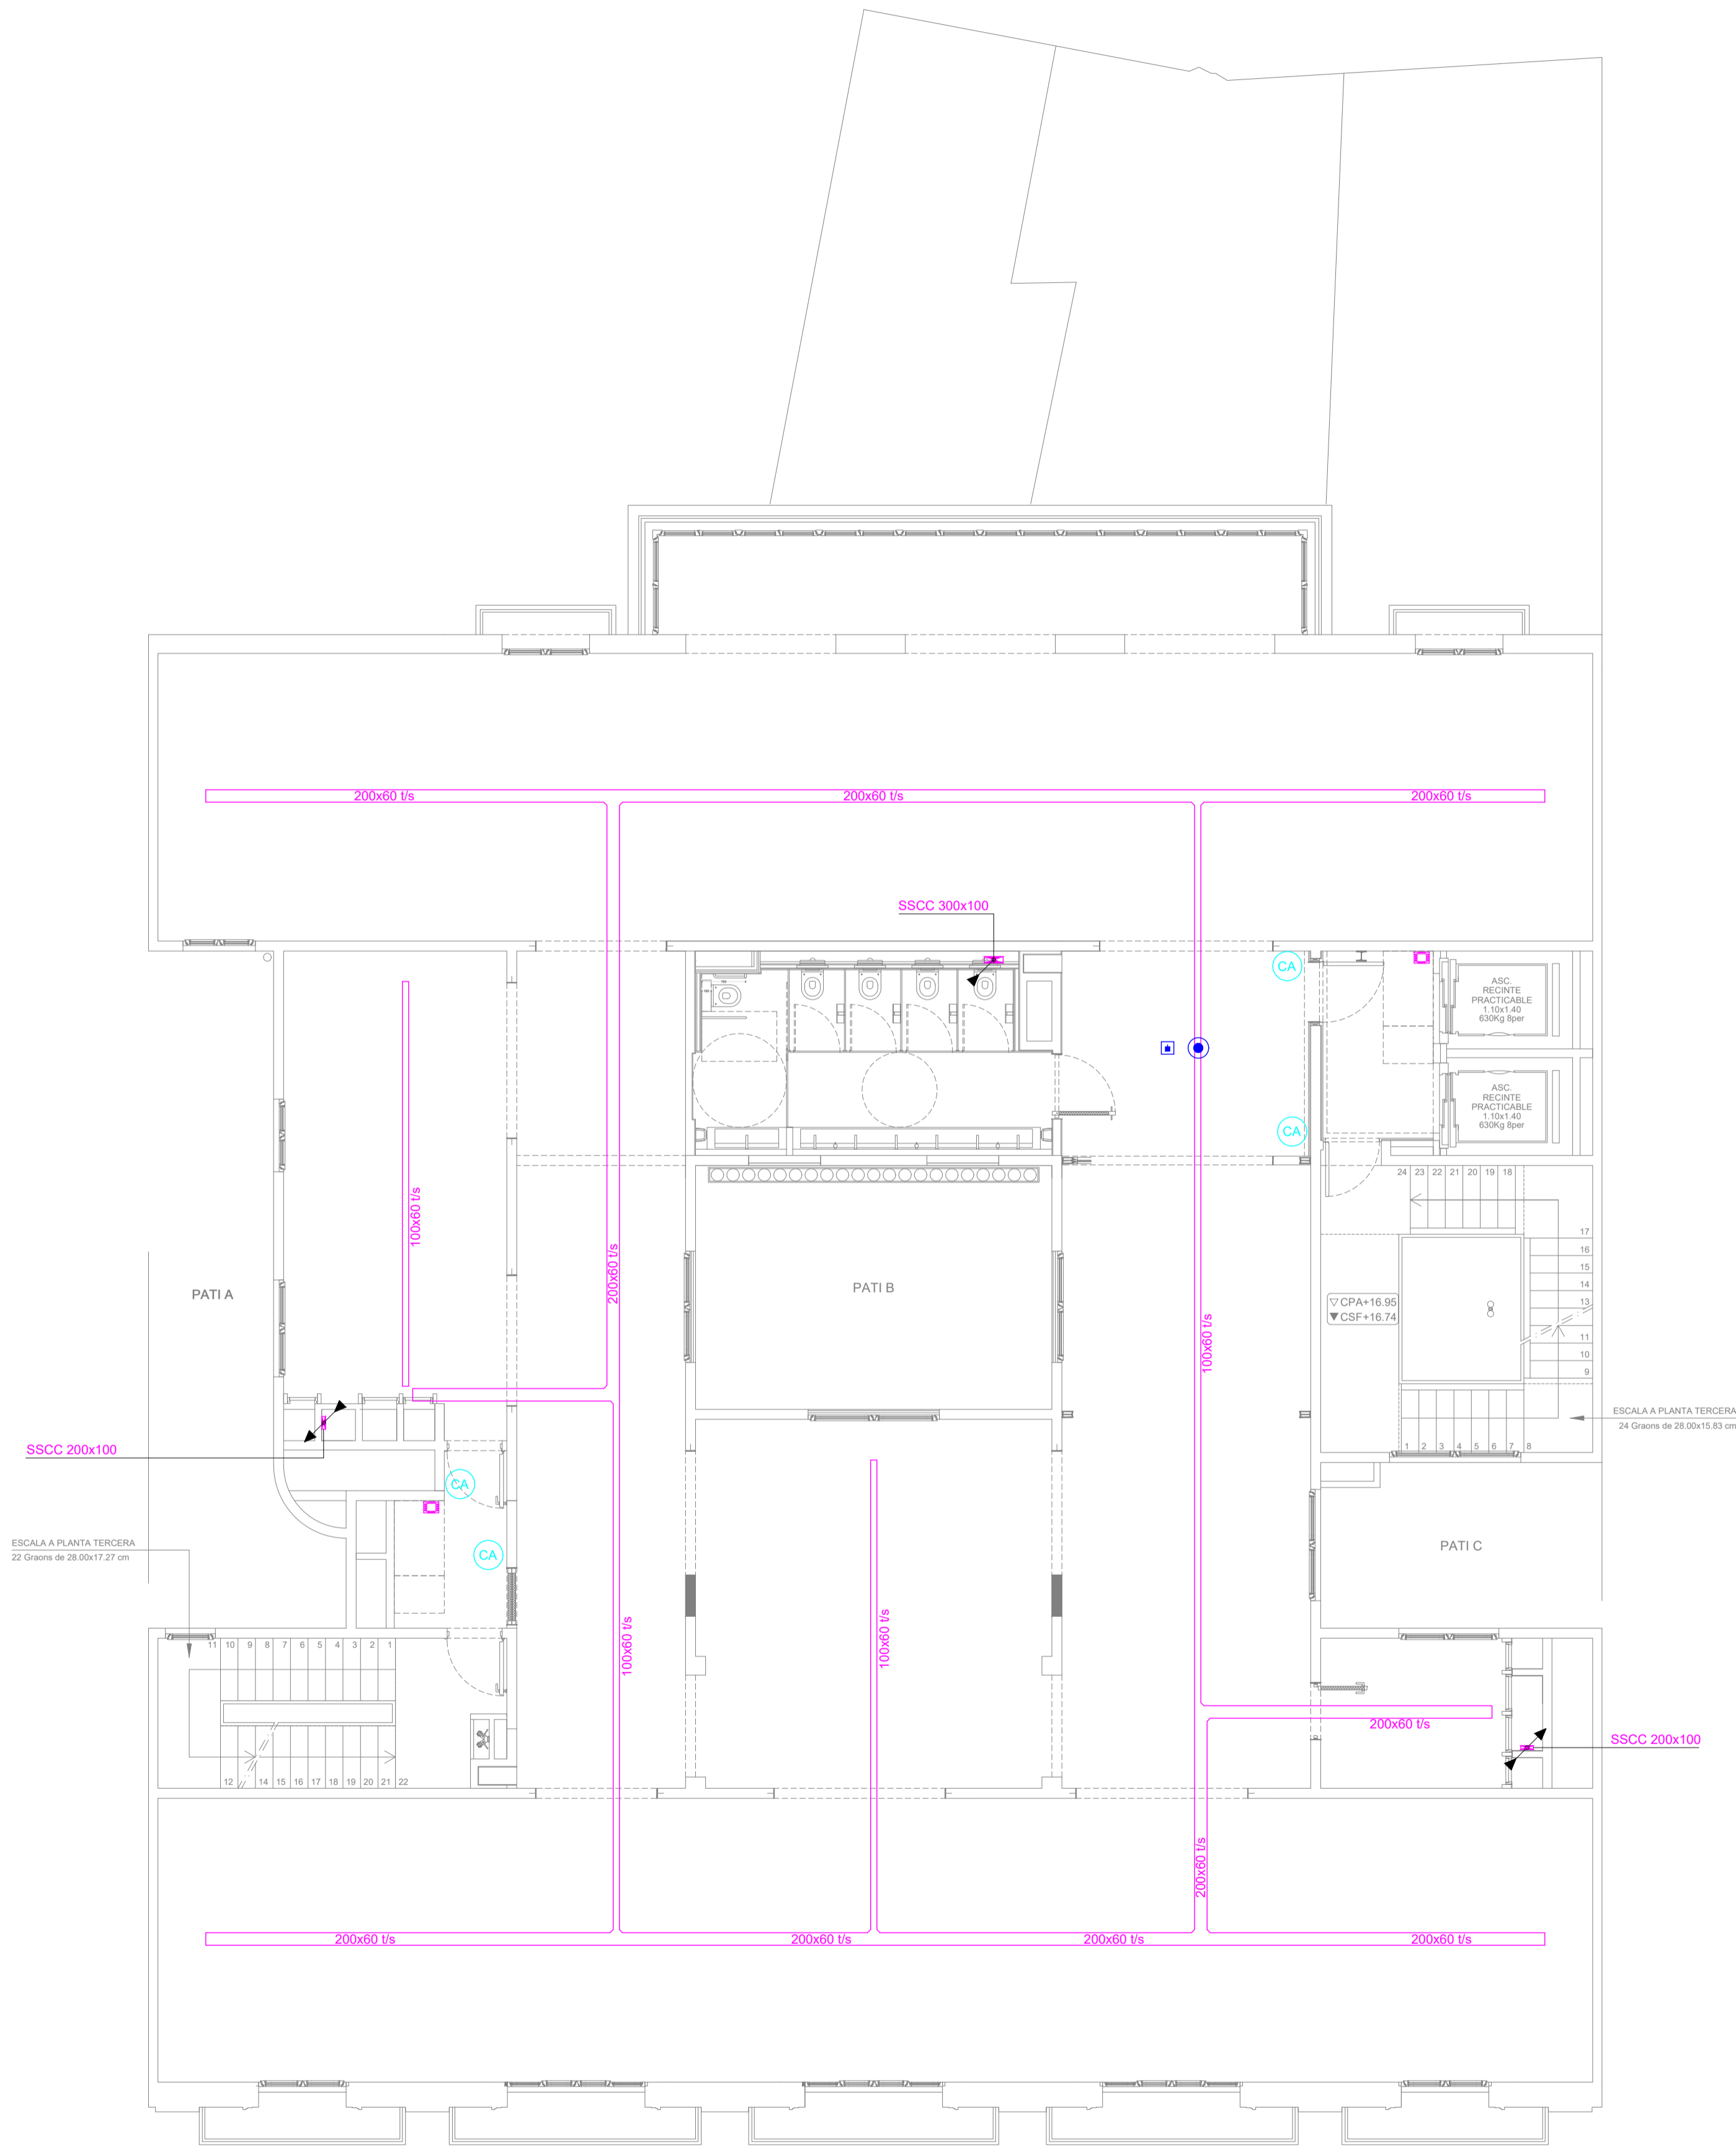 200x60 t/s
200x60 t/s
200x60 t/s
SSCC 300x100
CA
ASC.
RECINTE
PRACTICABLE
1.10x1.40
630Kg 8per
ASC.
RECINTE
PRACTICABLE
1.10x1.40
630Kg 8per
CA
24 23 22 21 20 19 18
17
16
15
14
13
11
10
9
1 2 3 4 5 6 7 8
100x60 t/s
200x60 t/s
PATI A
PATI B
▽CPA+16.95
▼CSF+16.74
100x60 t/s
ESCALA A PLANTA TERCERA
24 Graons de 28.00x15.83 cm
SSCC 200x100
CA
ESCALA A PLANTA TERCERA
22 Graons de 28.00x17.27 cm
CA
PATI C
11 10 9 8 7 6 5 4 3 2 1
12 14 15 16 17 18 19 20 21 22
100x60 t/s
100x60 t/s
200x60 t/s
SSCC 200x100
200x60 t/s
200x60 t/s
200x60 t/s
200x60 t/s
200x60 t/s